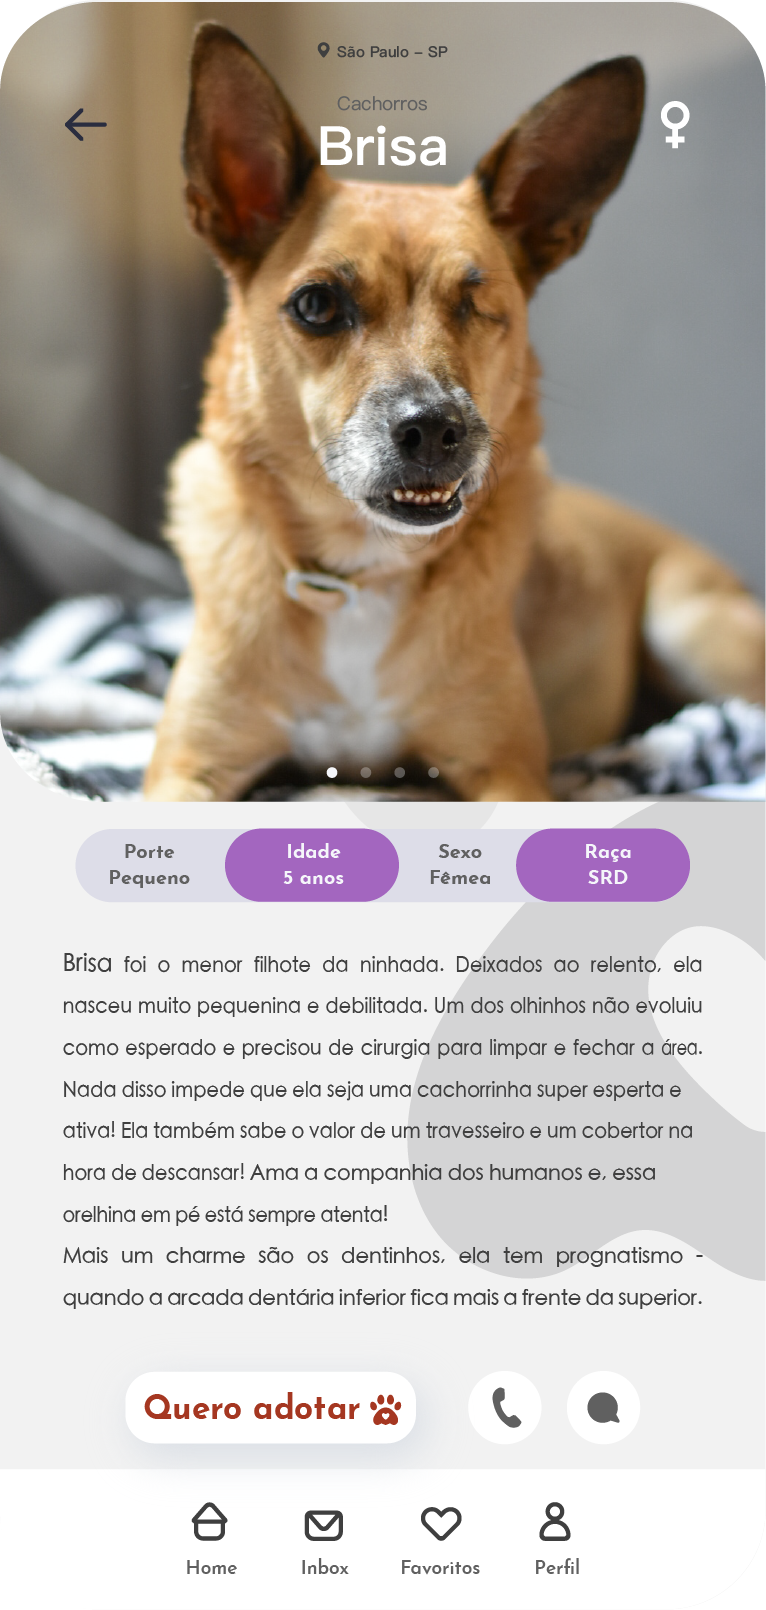 São Paulo – SP
Cachorros
Brisa
Porte
Pequeno
Idade
5 anos
Sexo
Fêmea
Raça
SRD
Brisa foi o menor filhote da ninhada. Deixados ao relento, ela
nasceu muito pequenina e debilitada. Um dos olhinhos não evoluiu
como esperado e precisou de cirurgia para limpar e fechar a área.
Nada disso impede que ela seja uma cachorrinha super esperta e
ativa! Ela também sabe o valor de um travesseiro e um cobertor na
hora de descansar! Ama a companhia dos humanos e, essa
orelhina em pé está sempre atenta!
Mais um charme são os dentinhos, ela tem prognatismo -
quando a arcada dentária inferior fica mais a frente da superior.
Quero adotar
Home
Inbox
Favoritos
Perfil